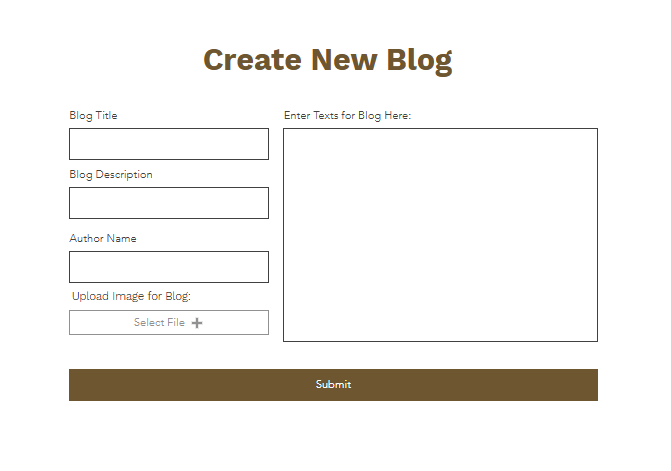 Create New Blog
Blog Title
Blog Description
Author Name
Upload Image for Blog:
Select File
Enter Texts for Blog Here:
Submit